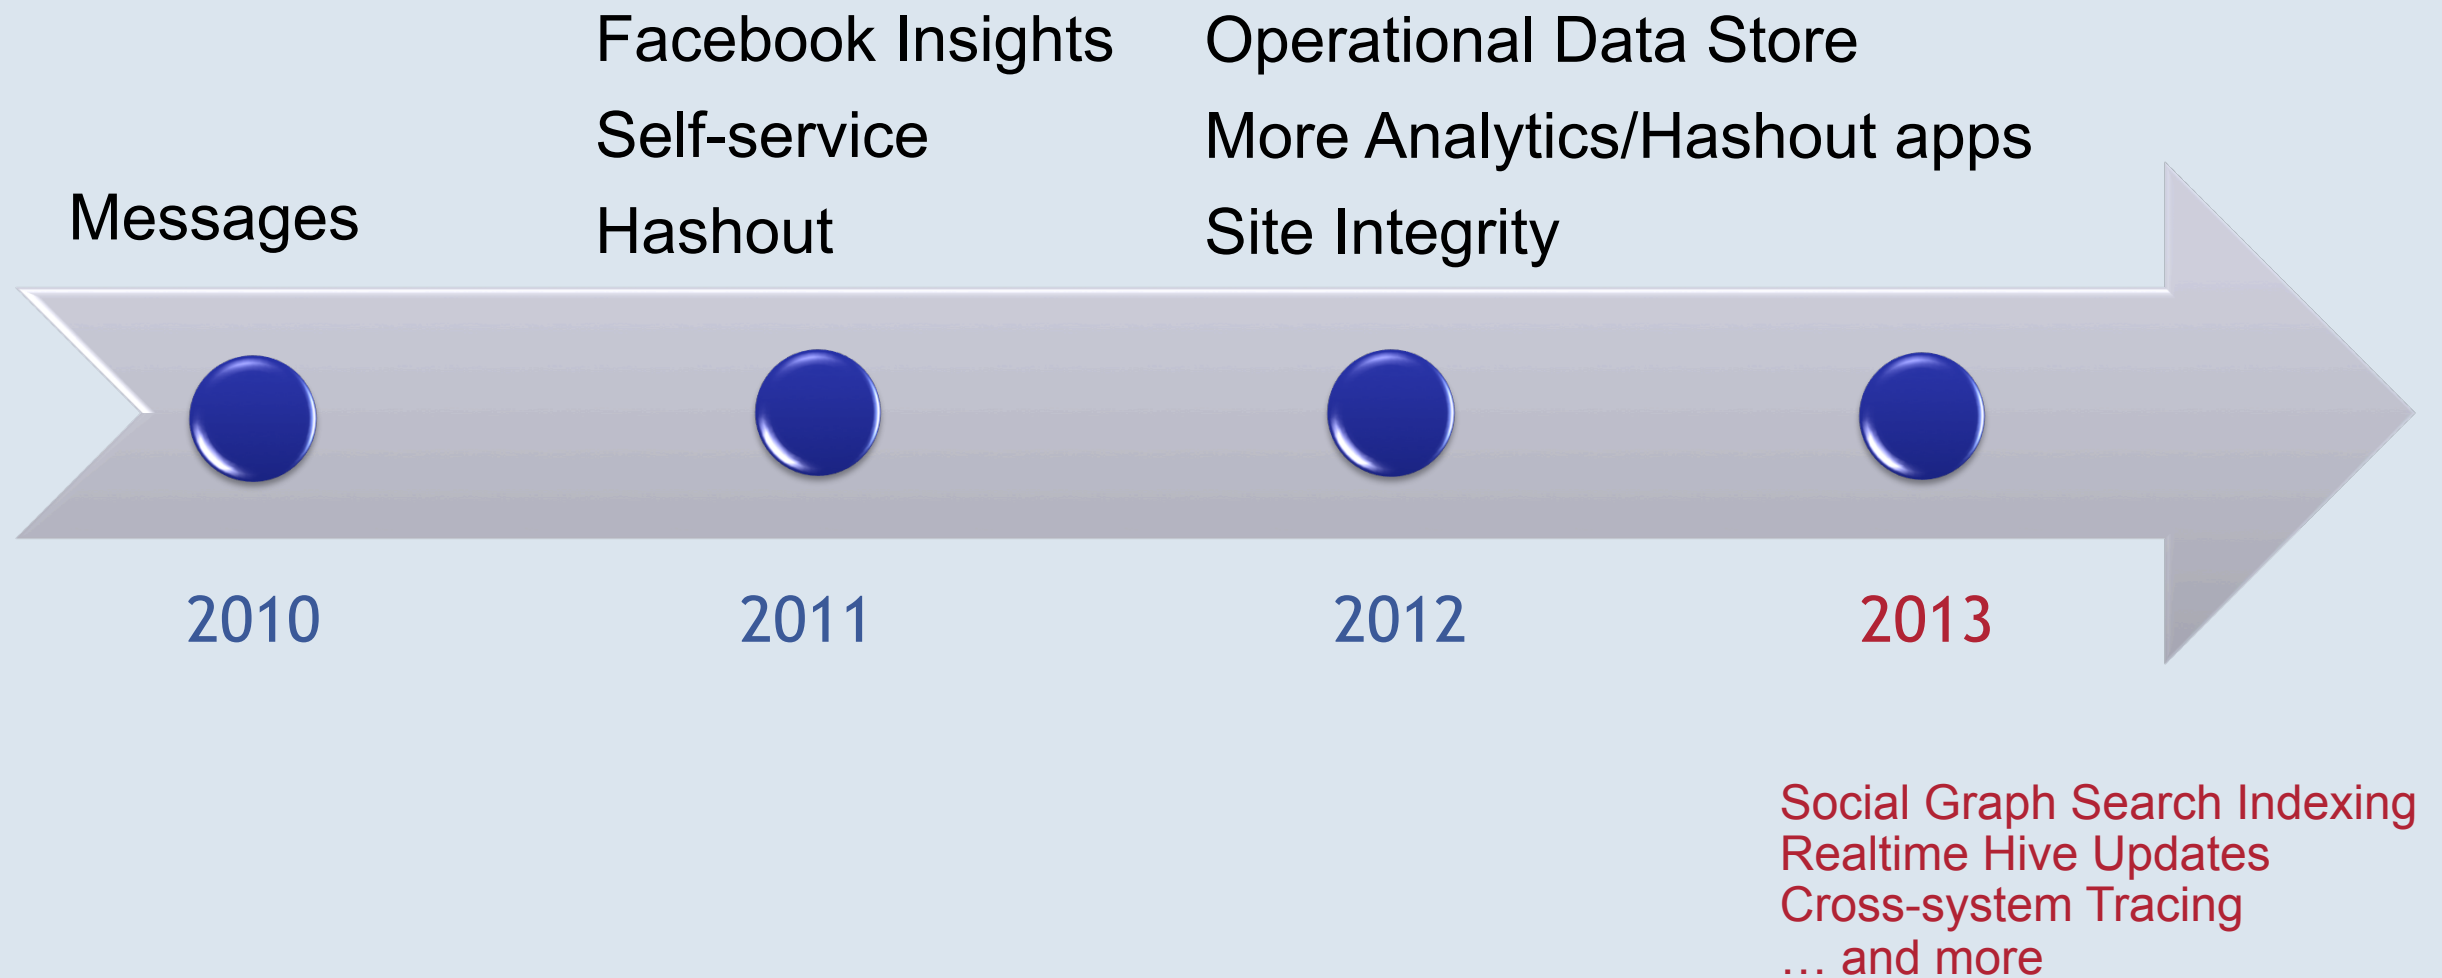 Messages
Facebook Insights
Self-service
Hashout
Operational Data Store
More Analytics/Hashout apps
Site Integrity
2010
2011
2012
2013
Social Graph Search Indexing
Realtime Hive Updates
Cross-system Tracing
… and more